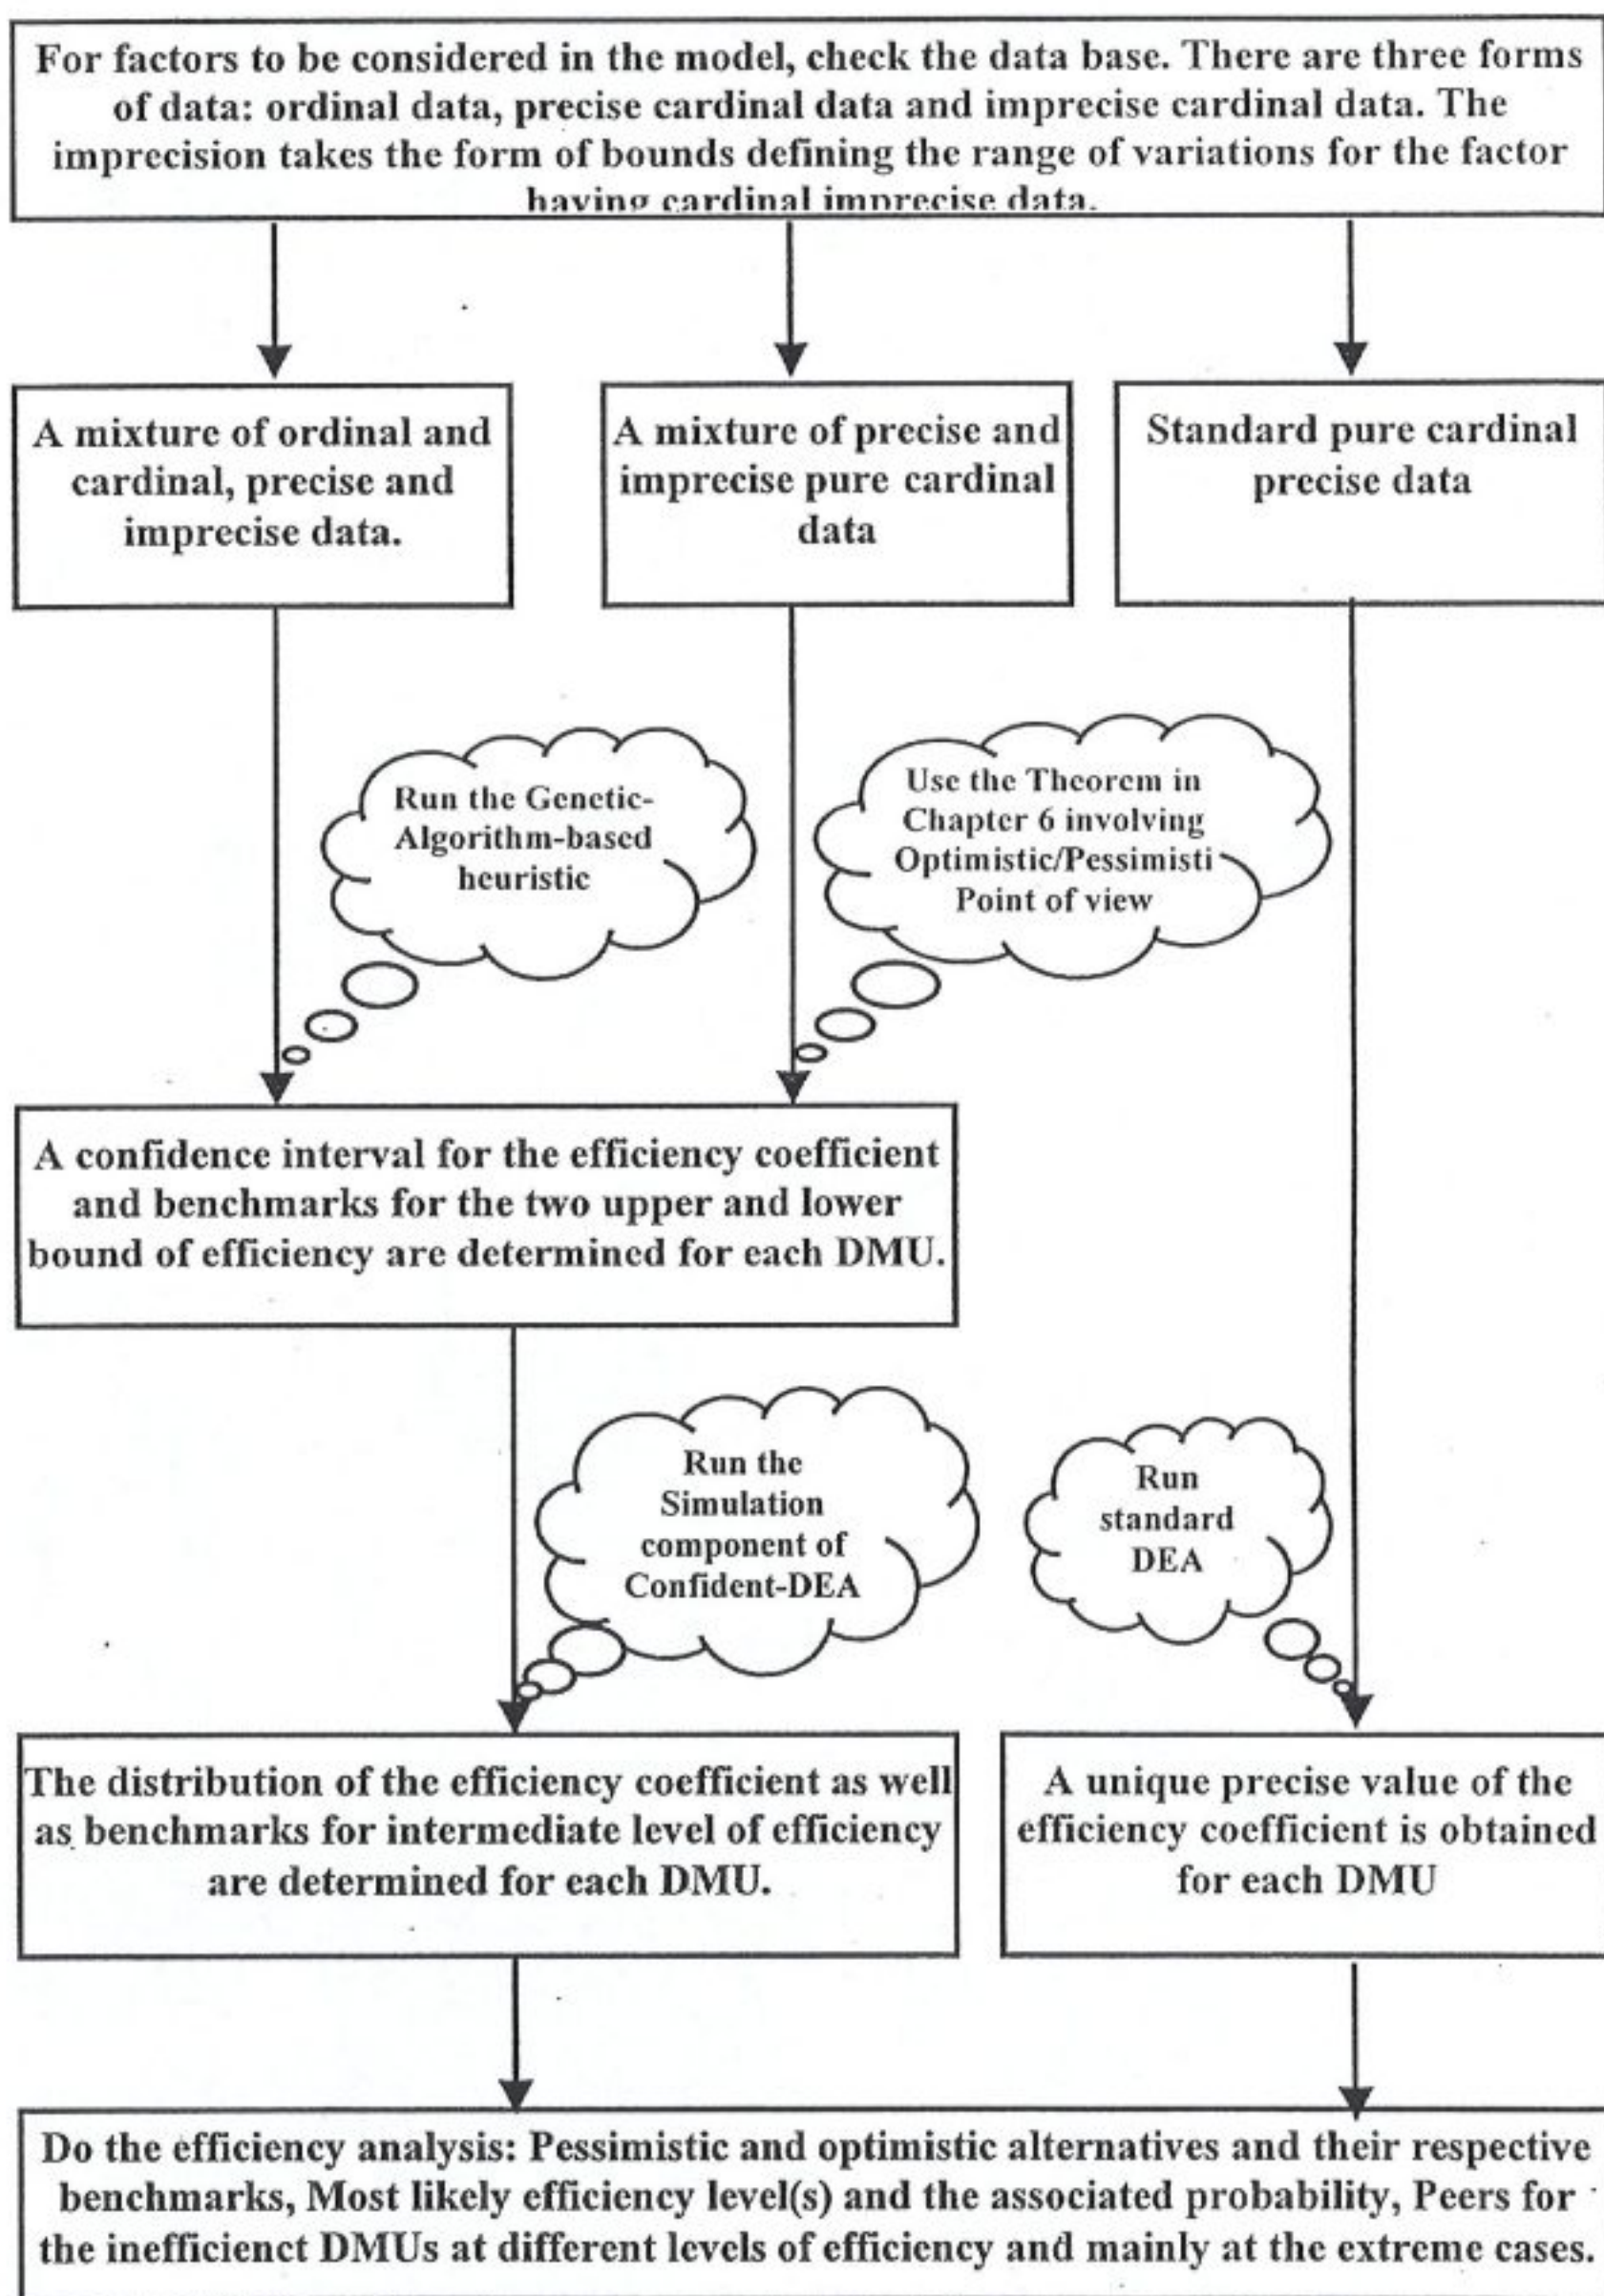 For factors to be considered in the model, check the data base. There are three forms
of data: ordinal data, precise cardinal data and imprecise cardinal data. The
imprecision takes the form of bounds defining the range of variations for the factor
having cardinal imprecise data.
A mixture of ordinal and
cardinal, precise and
imprecise data.
A mixture of precise and
imprecise pure cardinal
data
Standard pure cardinal
precise data
Run the Genetic-
Algorithm-based
heuristic
Use the Theorem in
Chapter 6 involving
Optimistic/Pessimisti
Point of view
A confidence interval for the efficiency coefficient
and benchmarks for the two upper and lower
bound of efficiency are determined for each DMU.
Run the
Simulation
component of
Confident-DEA
Run
standard
DEA
The distribution of the efficiency coefficient as well
as benchmarks for intermediate level of efficiency
are determined for each DMU.
A unique precise value of the
efficiency coefficient is obtained
for each DMU
Do the efficiency analysis: Pessimistic and optimistic alternatives and their respective
benchmarks, Most likely efficiency level(s) and the associated probability, Peers for
the inefficienct DMUs at different levels of efficiency and mainly at the extreme cases.